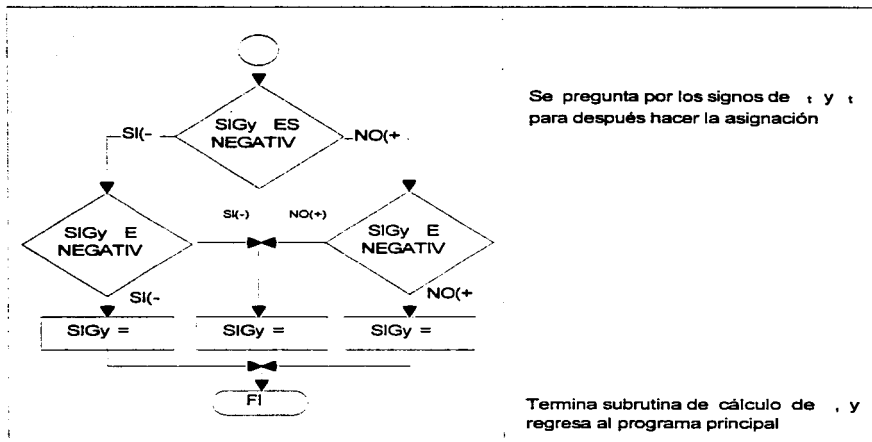 SIGy ES
NEGATIV
SI(-
NO(+
Se pregunta por los signos de t y t
para después hacer la asignación
SIGy E
NEGATIV
SI(-)
NO(+)
SIGy E
NEGATIV
SI(-
NO(+
SIGy =
SIGy =
SIGy =
FI
Termina subrutina de cálculo de , y
regresa al programa principal